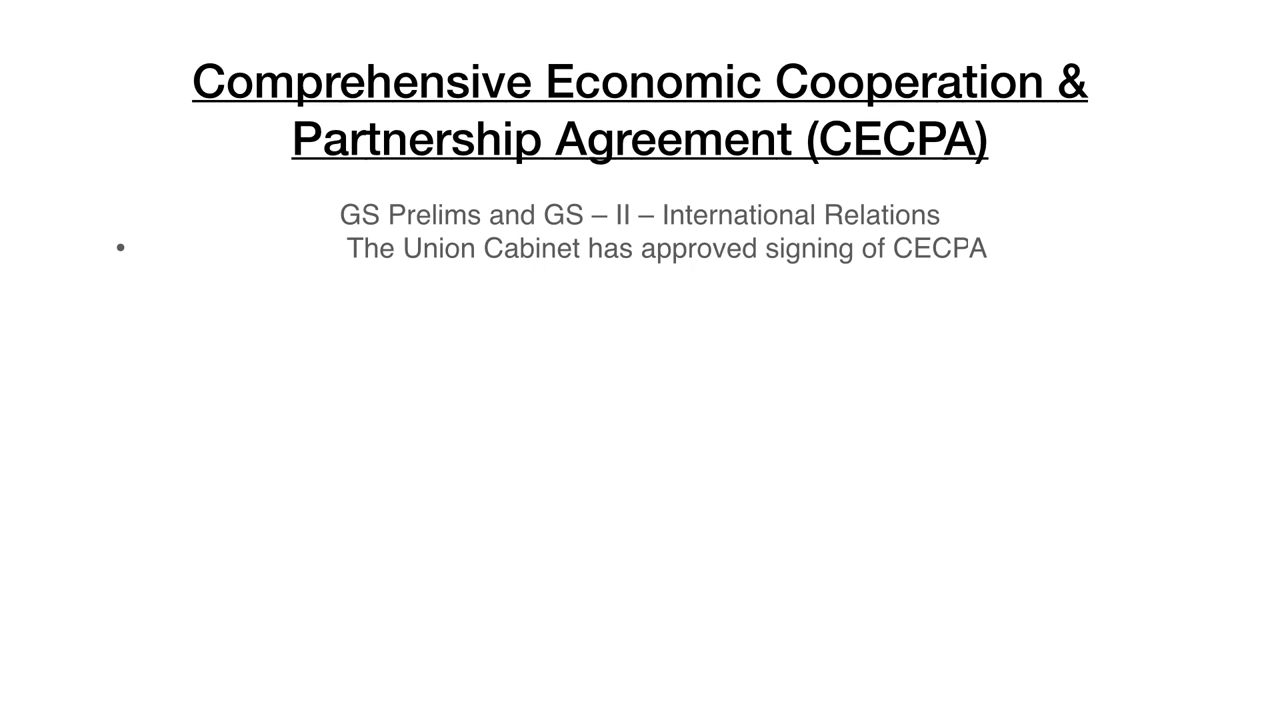 Comprehensive Economic Cooperation &
Partnership Agreement (CECPA)
GS Prelims and GS – II – International Relations
• The Union Cabinet has approved signing of CECPA